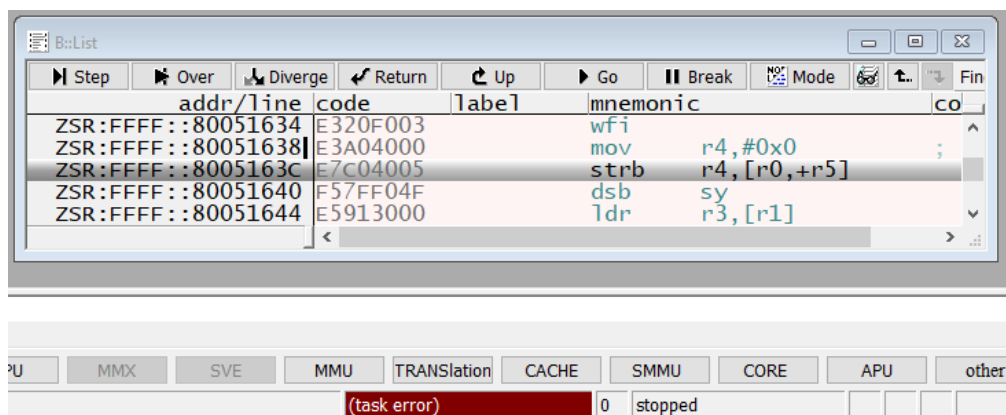 B::List
Step Over Diverge Return Up Go Break Mode t.. Fin
addr/line code label mnemonic co
ZSR:FFFF::80051634 E320F003 wfi
ZSR:FFFF::80051638 E3A04000 mov r4,#0x0 ;
ZSR:FFFF::8005163C E7C04005 strb r4,[r0,+r5]
ZSR:FFFF::80051640 F57FF04F dsb sy
ZSR:FFFF::80051644 E5913000 ldr r3,[r1]
PU MMX SVE MMU TRANSlation CACHE SMMU CORE APU other
(task error) 0 stopped